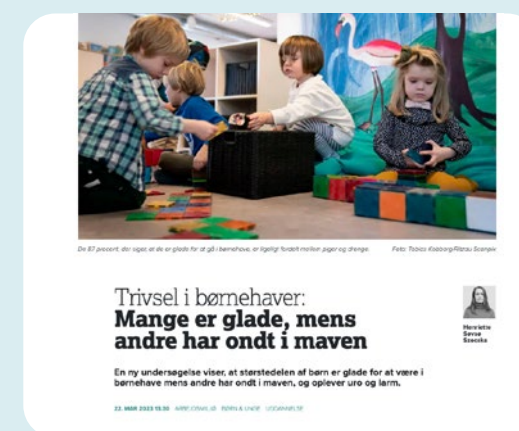 De 87 procent, der siger, at de er glade for at gå i børnehave, er ligeligt fordelt mellem piger og drenge.
Foto: Tobias Kobborg/Ritzau Scanpix
Trivsel i børnehaver:
Mange er glade, mens
andre har ondt i maven
Henriette
Sevse
En ny undersøgelse viser, at størstedelen af børn er glade for at være i
børnehave mens andre har ondt i maven, og oplever uro og larm.
22. MAR 2023 13:30 ARBEJDSMILJØ BØRN & UNGE UDDANNELSE